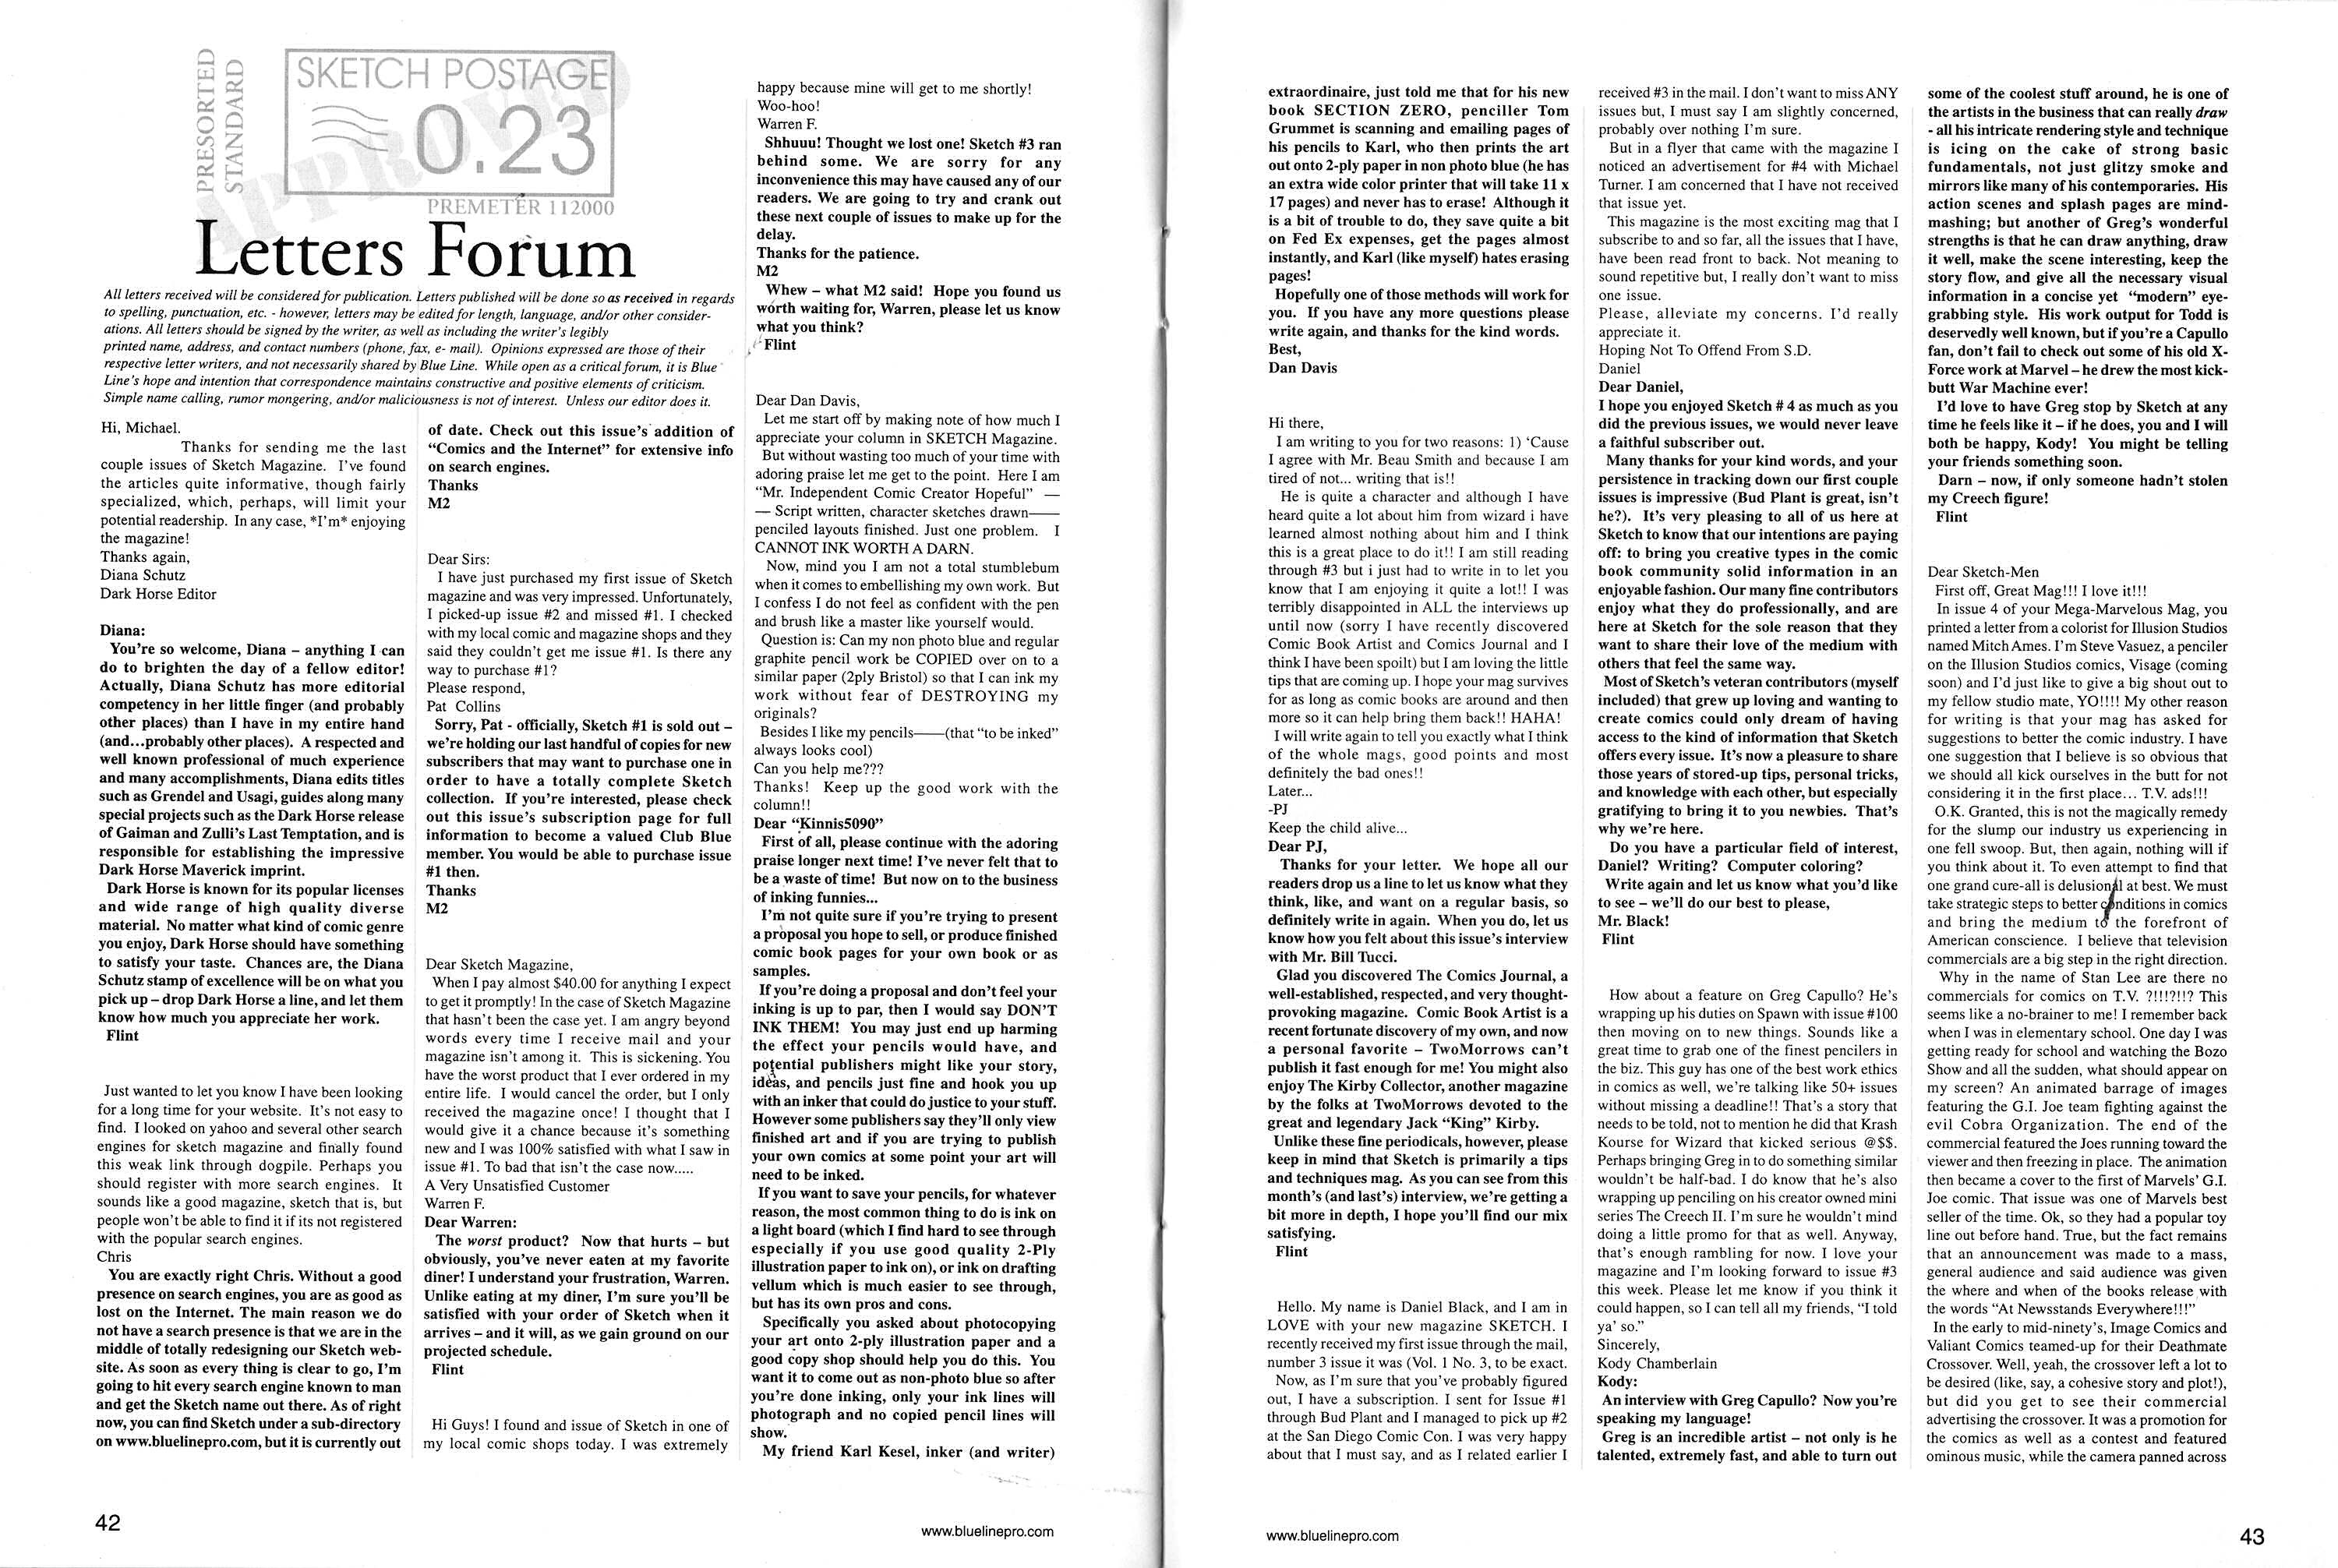 PRESORTED
STANDARD
SKETCH POSTAGE
0.23
APPROVED
PREMETER 112000
Letters Forum
All letters received will be considered for publication. Letters published will be done so as received in regards
to spelling, punctuation, etc. - however, letters may be edited for length, language, and/or other consider-
ations. All letters should be signed by the writer, as well as including the writer's legibly
printed name, address, and contact numbers (phone, fax, e- mail). Opinions expressed are those of their
respective letter writers, and not necessarily shared by Blue Line. While open as a critical forum, it is Blue
Line's hope and intention that correspondence maintains constructive and positive elements of criticism.
Simple name calling, rumor mongering, and/or maliciousness is not of interest. Unless our editor does it.
Hi, Michael.
Thanks for sending me the last
couple issues of Sketch Magazine. I've found
the articles quite informative, though fairly
specialized, which, perhaps, will limit your
potential readership. In any case, *I'm* enjoying
the magazine!
Thanks again,
Diana Schutz
Dark Horse Editor
Diana:
You're so welcome, Diana – anything I can
do to brighten the day of a fellow editor!
Actually, Diana Schutz has more editorial
competency in her little finger (and probably
other places) than I have in my entire hand
(and...probably other places). A respected and
well known professional of much experience
and many accomplishments, Diana edits titles
such as Grendel and Usagi, guides along many
special projects such as the Dark Horse release
of Gaiman and Zulli's Last Temptation, and is
responsible for establishing the impressive
Dark Horse Maverick imprint.
Dark Horse is known for its popular licenses
and wide range of high quality diverse
material. No matter what kind of comic genre
you enjoy, Dark Horse should have something
to satisfy your taste. Chances are, the Diana
Schutz stamp of excellence will be on what you
pick up – drop Dark Horse a line, and let them
know how much you appreciate her work.
Flint
Just wanted to let you know I have been looking
for a long time for your website. It's not easy to
find. I looked on yahoo and several other search
engines for sketch magazine and finally found
this weak link through dogpile. Perhaps you
should register with more search engines. It
sounds like a good magazine, sketch that is, but
people won't be able to find it if its not registered
with the popular search engines.
Chris
You are exactly right Chris. Without a good
presence on search engines, you are as good as
lost on the Internet. The main reason we do
not have a search presence is that we are in the
middle of totally redesigning our Sketch web-
site. As soon as every thing is clear to go, I'm
going to hit every search engine known to man
and get the Sketch name out there. As of right
now, you can find Sketch under a sub-directory
on www.bluelinepro.com, but it is currently out
of date. Check out this issue's addition of
"Comics and the Internet" for extensive info
on search engines.
Thanks
M2
Dear Sirs:
I have just purchased my first issue of Sketch
magazine and was very impressed. Unfortunately,
I picked-up issue #2 and missed #1. I checked
with my local comic and magazine shops and they
said they couldn't get me issue #1. Is there any
way to purchase #1?
Please respond,
Pat Collins
Sorry, Pat - officially, Sketch #1 is sold out –
we're holding our last handful of copies for new
subscribers that may want to purchase one in
order to have a totally complete Sketch
collection. If you're interested, please check
out this issue's subscription page for full
information to become a valued Club Blue
member. You would be able to purchase issue
#1 then.
Thanks
M2
Dear Sketch Magazine,
When I pay almost $40.00 for anything I expect
to get it promptly! In the case of Sketch Magazine
that hasn't been the case yet. I am angry beyond
words every time I receive mail and your
magazine isn't among it. This is sickening. You
have the worst product that I ever ordered in my
entire life. I would cancel the order, but I only
received the magazine once! I thought that I
would give it a chance because it's something
new and I was 100% satisfied with what I saw in
issue #1. To bad that isn't the case now.....
A Very Unsatisfied Customer
Warren F.
Dear Warren:
The worst product? Now that hurts – but
obviously, you've never eaten at my favorite
diner! I understand your frustration, Warren.
Unlike eating at my diner, I'm sure you'll be
satisfied with your order of Sketch when it
arrives – and it will, as we gain ground on our
projected schedule.
Flint
Hi Guys! I found and issue of Sketch in one of
my local comic shops today. I was extremely
happy because mine will get to me shortly!
Woo-hoo!
Warren F.
Shhuuu! Thought we lost one! Sketch #3 ran
behind some. We are sorry for any
inconvenience this may have caused any of our
readers. We are going to try and crank out
these next couple of issues to make up for the
delay.
Thanks for the patience.
M2
Whew – what M2 said! Hope you found us
worth waiting for, Warren, please let us know
what you think?
Flint
Dear Dan Davis,
Let me start off by making note of how much I
appreciate your column in SKETCH Magazine.
But without wasting too much of your time with
adoring praise let me get to the point. Here I am
"Mr. Independent Comic Creator Hopeful" —
— Script written, character sketches drawn——
penciled layouts finished. Just one problem. I
CANNOT INK WORTH A DARN.
Now, mind you I am not a total stumblebum
when it comes to embellishing my own work. But
I confess I do not feel as confident with the pen
and brush like a master like yourself would.
Question is: Can my non photo blue and regular
graphite pencil work be COPIED over on to a
similar paper (2ply Bristol) so that I can ink my
work without fear of DESTROYING my
originals?
Besides I like my pencils——(that "to be inked"
always looks cool)
Can you help me???
Thanks! Keep up the good work with the
column!!
Dear "Kinnis5090"
First of all, please continue with the adoring
praise longer next time! I've never felt that to
be a waste of time! But now on to the business
of inking funnies...
I'm not quite sure if you're trying to present
a proposal you hope to sell, or produce finished
comic book pages for your own book or as
samples.
If you're doing a proposal and don't feel your
inking is up to par, then I would say DON'T
INK THEM! You may just end up harming
the effect your pencils would have, and
potential publishers might like your story,
ideas, and pencils just fine and hook you up
with an inker that could do justice to your stuff.
However some publishers say they'll only view
finished art and if you are trying to publish
your own comics at some point your art will
need to be inked.
If you want to save your pencils, for whatever
reason, the most common thing to do is ink on
a light board (which I find hard to see through
especially if you use good quality 2-Ply
illustration paper to ink on), or ink on drafting
vellum which is much easier to see through,
but has its own pros and cons.
Specifically you asked about photocopying
your art onto 2-ply illustration paper and a
good copy shop should help you do this. You
want it to come out as non-photo blue so after
you're done inking, only your ink lines will
photograph and no copied pencil lines will
show.
My friend Karl Kesel, inker (and writer)
42
www.bluelinepro.com
extraordinaire, just told me that for his new
book SECTION ZERO, penciller Tom
Grummet is scanning and emailing pages of
his pencils to Karl, who then prints the art
out onto 2-ply paper in non photo blue (he has
an extra wide color printer that will take 11 x
17 pages) and never has to erase! Although it
is a bit of trouble to do, they save quite a bit
on Fed Ex expenses, get the pages almost
instantly, and Karl (like myself) hates erasing
pages!
Hopefully one of those methods will work for
you. If you have any more questions please
write again, and thanks for the kind words.
Best,
Dan Davis
Hi there,
I am writing to you for two reasons: 1) 'Cause
I agree with Mr. Beau Smith and because I am
tired of not... writing that is!!
He is quite a character and although I have
heard quite a lot about him from wizard i have
learned almost nothing about him and I think
this is a great place to do it!! I am still reading
through #3 but i just had to write in to let you
know that I am enjoying it quite a lot!! I was
terribly disappointed in ALL the interviews up
until now (sorry I have recently discovered
Comic Book Artist and Comics Journal and I
think I have been spoilt) but I am loving the little
tips that are coming up. I hope your mag survives
for as long as comic books are around and then
more so it can help bring them back!! HAHA!
I will write again to tell you exactly what I think
of the whole mags, good points and most
definitely the bad ones!!
Later...
-PJ
Keep the child alive...
Dear PJ,
Thanks for your letter. We hope all our
readers drop us a line to let us know what they
think, like, and want on a regular basis, so
definitely write in again. When you do, let us
know how you felt about this issue's interview
with Mr. Bill Tucci.
Glad you discovered The Comics Journal, a
well-established, respected, and very thought-
provoking magazine. Comic Book Artist is a
recent fortunate discovery of my own, and now
a personal favorite – TwoMorrows can't
publish it fast enough for me! You might also
enjoy The Kirby Collector, another magazine
by the folks at TwoMorrows devoted to the
great and legendary Jack "King" Kirby.
Unlike these fine periodicals, however, please
keep in mind that Sketch is primarily a tips
and techniques mag. As you can see from this
month's (and last's) interview, we're getting a
bit more in depth, I hope you'll find our mix
satisfying.
Flint
Hello. My name is Daniel Black, and I am in
LOVE with your new magazine SKETCH. I
recently received my first issue through the mail,
number 3 issue it was (Vol. 1 No. 3, to be exact.
Now, as I'm sure that you've probably figured
out, I have a subscription. I sent for Issue #1
through Bud Plant and I managed to pick up #2
at the San Diego Comic Con. I was very happy
about that I must say, and as I related earlier I
received #3 in the mail. I don't want to miss ANY
issues but, I must say I am slightly concerned,
probably over nothing I'm sure.
But in a flyer that came with the magazine I
noticed an advertisement for #4 with Michael
Turner. I am concerned that I have not received
that issue yet.
This magazine is the most exciting mag that I
subscribe to and so far, all the issues that I have,
have been read front to back. Not meaning to
sound repetitive but, I really don't want to miss
one issue.
Please, alleviate my concerns. I'd really
appreciate it.
Hoping Not To Offend From S.D.
Daniel
Dear Daniel,
I hope you enjoyed Sketch # 4 as much as you
did the previous issues, we would never leave
a faithful subscriber out.
Many thanks for your kind words, and your
persistence in tracking down our first couple
issues is impressive (Bud Plant is great, isn't
he?). It's very pleasing to all of us here at
Sketch to know that our intentions are paying
off: to bring you creative types in the comic
book community solid information in an
enjoyable fashion. Our many fine contributors
enjoy what they do professionally, and are
here at Sketch for the sole reason that they
want to share their love of the medium with
others that feel the same way.
Most of Sketch's veteran contributors (myself
included) that grew up loving and wanting to
create comics could only dream of having
access to the kind of information that Sketch
offers every issue. It's now a pleasure to share
those years of stored-up tips, personal tricks,
and knowledge with each other, but especially
gratifying to bring it to you newbies. That's
why we're here.
Do you have a particular field of interest,
Daniel? Writing? Computer coloring?
Write again and let us know what you'd like
to see – we'll do our best to please,
Mr. Black!
Flint
How about a feature on Greg Capullo? He's
wrapping up his duties on Spawn with issue #100
then moving on to new things. Sounds like a
great time to grab one of the finest pencilers in
the biz. This guy has one of the best work ethics
in comics as well, we're talking like 50+ issues
without missing a deadline!! That's a story that
needs to be told, not to mention he did that Krash
Kourse for Wizard that kicked serious @$$.
Perhaps bringing Greg in to do something similar
wouldn't be half-bad. I do know that he's also
wrapping up penciling on his creator owned mini
series The Creech II. I'm sure he wouldn't mind
doing a little promo for that as well. Anyway,
that's enough rambling for now. I love your
magazine and I'm looking forward to issue #3
this week. Please let me know if you think it
could happen, so I can tell all my friends, "I told
ya' so."
Sincerely,
Kody Chamberlain
Kody:
An interview with Greg Capullo? Now you're
speaking my language!
Greg is an incredible artist – not only is he
talented, extremely fast, and able to turn out
some of the coolest stuff around, he is one of
the artists in the business that can really draw
- all his intricate rendering style and technique
is icing on the cake of strong basic
fundamentals, not just glitzy smoke and
mirrors like many of his contemporaries. His
action scenes and splash pages are mind-
mashing; but another of Greg's wonderful
strengths is that he can draw anything, draw
it well, make the scene interesting, keep the
story flow, and give all the necessary visual
information in a concise yet "modern" eye-
grabbing style. His work output for Todd is
deservedly well known, but if you're a Capullo
fan, don't fail to check out some of his old X-
Force work at Marvel – he drew the most kick-
butt War Machine ever!
I'd love to have Greg stop by Sketch at any
time he feels like it – if he does, you and I will
both be happy, Kody! You might be telling
your friends something soon.
Darn – now, if only someone hadn't stolen
my Creech figure!
Flint
Dear Sketch-Men
First off, Great Mag!!! I love it!!!
In issue 4 of your Mega-Marvelous Mag, you
printed a letter from a colorist for Illusion Studios
named Mitch Ames. I'm Steve Vasuez, a penciler
on the Illusion Studios comics, Visage (coming
soon) and I'd just like to give a big shout out to
my fellow studio mate, YO!!!! My other reason
for writing is that your mag has asked for
suggestions to better the comic industry. I have
one suggestion that I believe is so obvious that
we should all kick ourselves in the butt for not
considering it in the first place... T.V. ads!!!
O.K. Granted, this is not the magically remedy
for the slump our industry us experiencing in
one fell swoop. But, then again, nothing will if
you think about it. To even attempt to find that
one grand cure-all is delusional at best. We must
take strategic steps to better conditions in comics
and bring the medium to the forefront of
American conscience. I believe that television
commercials are a big step in the right direction.
Why in the name of Stan Lee are there no
commercials for comics on T.V. ?!!!?!!? This
seems like a no-brainer to me! I remember back
when I was in elementary school. One day I was
getting ready for school and watching the Bozo
Show and all the sudden, what should appear on
my screen? An animated barrage of images
featuring the G.I. Joe team fighting against the
evil Cobra Organization. The end of the
commercial featured the Joes running toward the
viewer and then freezing in place. The animation
then became a cover to the first of Marvels' G.I.
Joe comic. That issue was one of Marvels best
seller of the time. Ok, so they had a popular toy
line out before hand. True, but the fact remains
that an announcement was made to a mass,
general audience and said audience was given
the where and when of the books release with
the words "At Newsstands Everywhere!!!"
In the early to mid-ninety's, Image Comics and
Valiant Comics teamed-up for their Deathmate
Crossover. Well, yeah, the crossover left a lot to
be desired (like, say, a cohesive story and plot!),
but did you get to see their commercial
advertising the crossover. It was a promotion for
the comics as well as a contest and featured
ominous music, while the camera panned across
www.bluelinepro.com
43